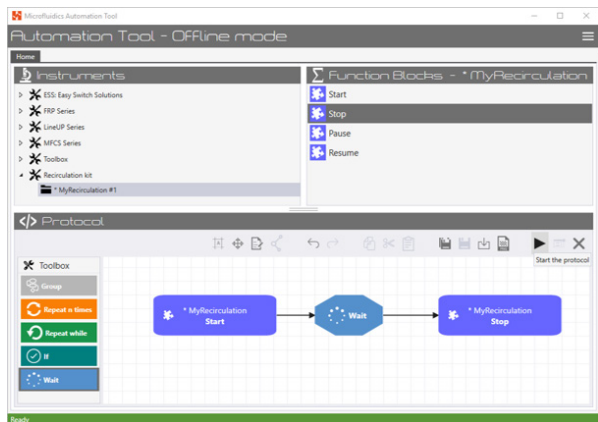 Microfluidics Automation Tool
Automation Tool - OFFline mode
Home
Instruments
ESS: Easy Switch Solutions
FRP Series
LineUP Series
MFCS Series
Toolbox
Recirculation kit
* MyRecirculation #1
Function Blocks - * MyRecirculation
Start
Stop
Pause
Resume
</> Protocol
Start the protocol
Toolbox
Group
Repeat n times
Repeat while
If
Wait
* MyRecirculation
Start
Wait
* MyRecirculation
Stop
Ready